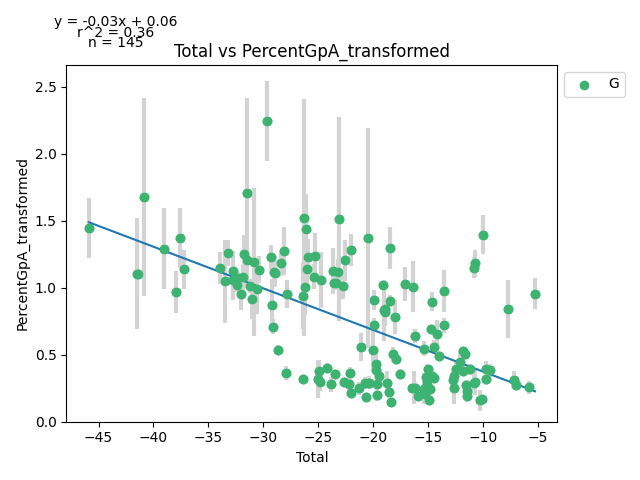 y = -0.03x + 0.06
r^2 = 0.36
n = 145
Total vs PercentGpA_transformed
G
PercentGpA_transformed
2.5
2.0
1.5
1.0
0.5
0.0
−45 −40 −35 −30 −25 −20 −15 −10 −5
Total